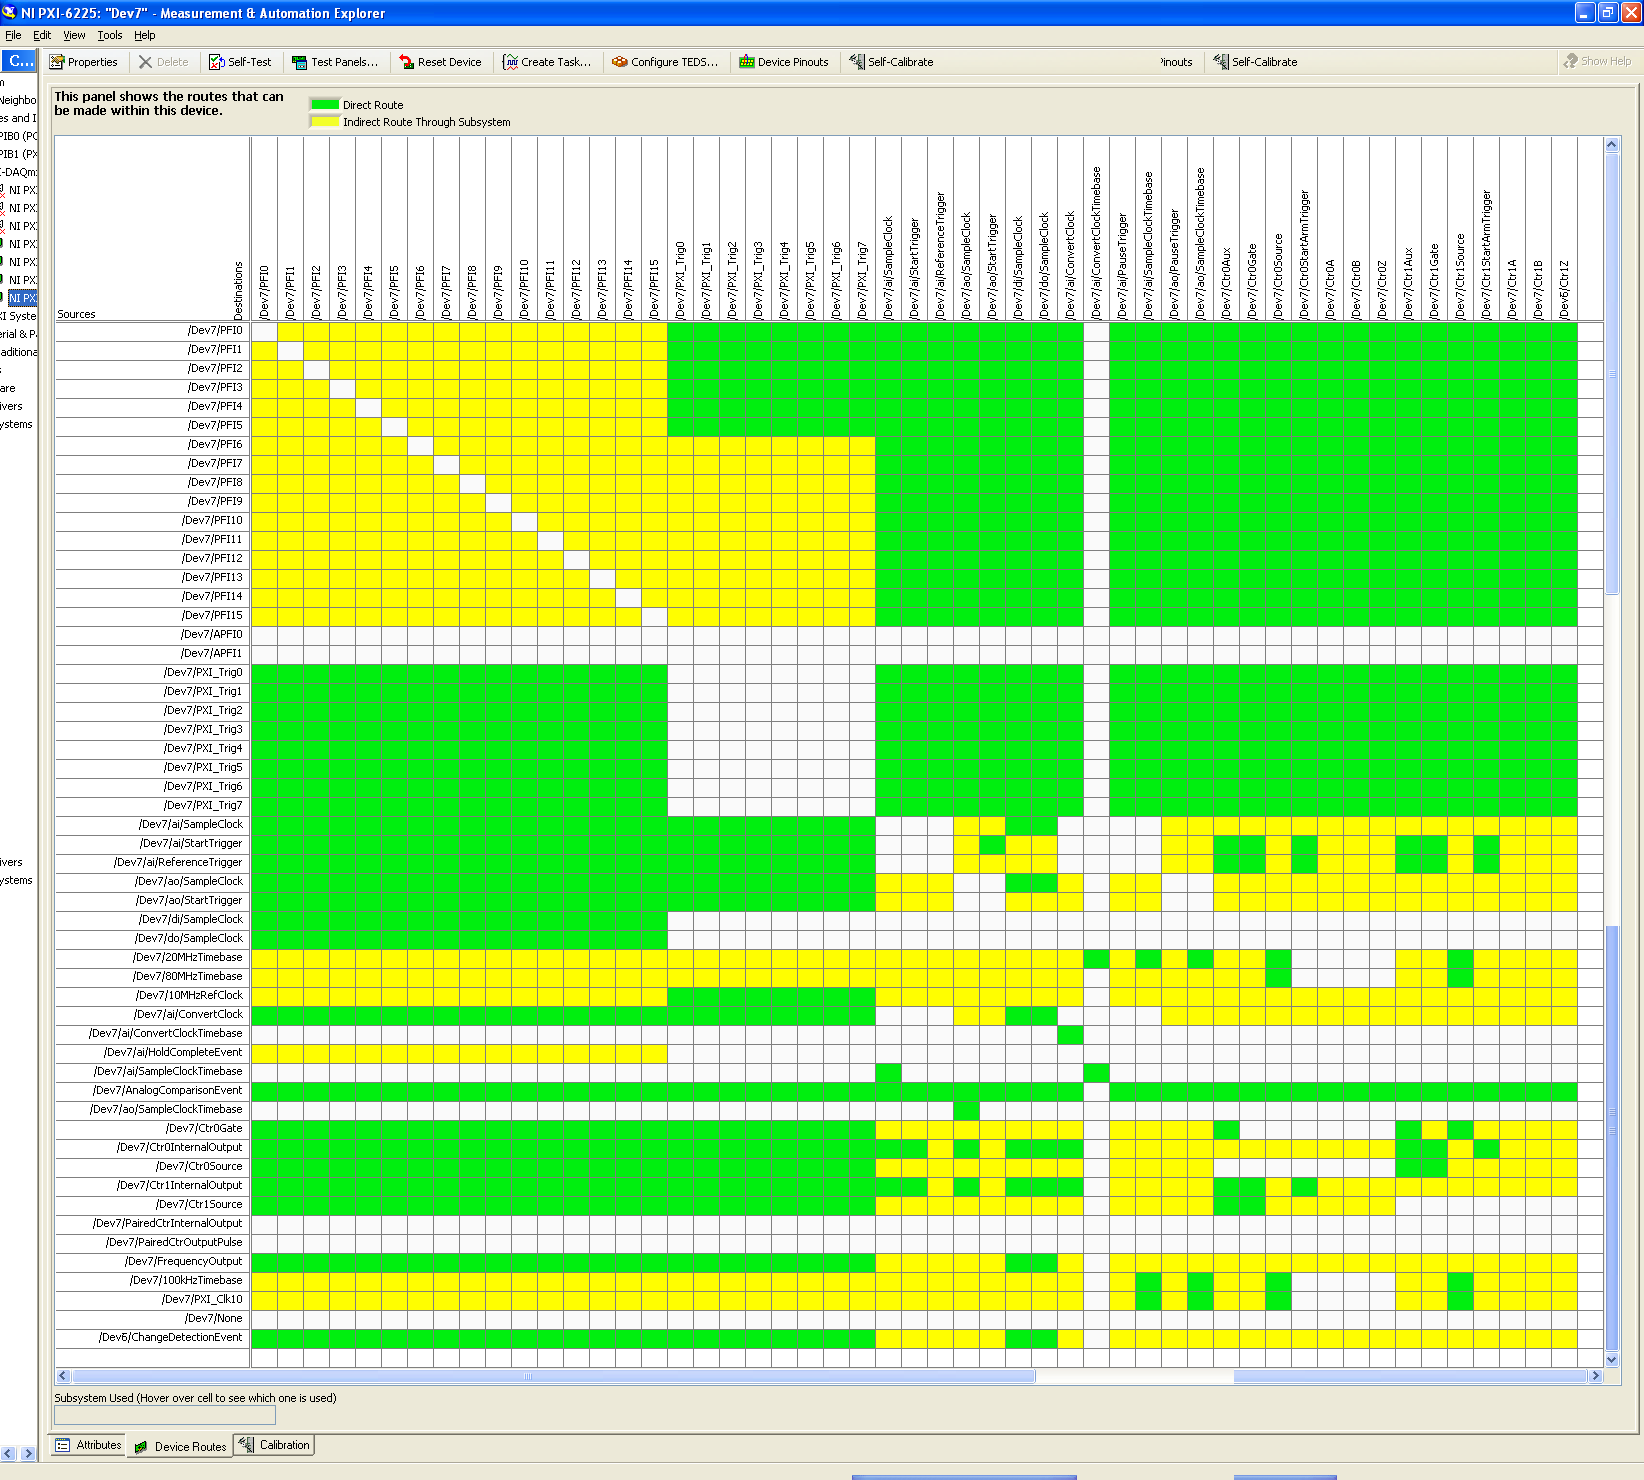 NI PXI-6225: "Dev7" - Measurement & Automation Explorer
File Edit View Tools Help
C...
Properties Delete Self-Test Test Panels... Reset Device Create Task... Configure TEDS... Device Pinouts Self-Calibrate Pinouts Self-Calibrate Show Help
m
Neighbo
es and I
PIB0 (PC
PIB1 (PX
I-DAQm
NI PXI
NI PXI
NI PXI
NI PXI
NI PXI
NI PXI
NI PXI
XI Syste
erial & Pa
aditiona
s
are
ivers
ystems
ivers
ystems
This panel shows the routes that can
be made within this device.
Direct Route
Indirect Route Through Subsystem
Sources
Destinations
/Dev7/PFI0
/Dev7/PFI1
/Dev7/PFI2
/Dev7/PFI3
/Dev7/PFI4
/Dev7/PFI5
/Dev7/PFI6
/Dev7/PFI7
/Dev7/PFI8
/Dev7/PFI9
/Dev7/PFI10
/Dev7/PFI11
/Dev7/PFI12
/Dev7/PFI13
/Dev7/PFI14
/Dev7/PFI15
/Dev7/PXI_Trig0
/Dev7/PXI_Trig1
/Dev7/PXI_Trig2
/Dev7/PXI_Trig3
/Dev7/PXI_Trig4
/Dev7/PXI_Trig5
/Dev7/PXI_Trig6
/Dev7/PXI_Trig7
/Dev7/ai/SampleClock
/Dev7/ai/StartTrigger
/Dev7/ai/ReferenceTrigger
/Dev7/ao/SampleClock
/Dev7/ao/StartTrigger
/Dev7/di/SampleClock
/Dev7/do/SampleClock
/Dev7/ai/ConvertClock
/Dev7/ai/ConvertClockTimebase
/Dev7/ai/PauseTrigger
/Dev7/ai/SampleClockTimebase
/Dev7/ao/PauseTrigger
/Dev7/ao/SampleClockTimebase
/Dev7/Ctr0Aux
/Dev7/Ctr0Gate
/Dev7/Ctr0Source
/Dev7/Ctr0StartArmTrigger
/Dev7/Ctr0A
/Dev7/Ctr0B
/Dev7/Ctr0Z
/Dev7/Ctr1Aux
/Dev7/Ctr1Gate
/Dev7/Ctr1Source
/Dev7/Ctr1StartArmTrigger
/Dev7/Ctr1A
/Dev7/Ctr1B
/Dev6/Ctr1Z
/Dev7/PFI0
/Dev7/PFI1
/Dev7/PFI2
/Dev7/PFI3
/Dev7/PFI4
/Dev7/PFI5
/Dev7/PFI6
/Dev7/PFI7
/Dev7/PFI8
/Dev7/PFI9
/Dev7/PFI10
/Dev7/PFI11
/Dev7/PFI12
/Dev7/PFI13
/Dev7/PFI14
/Dev7/PFI15
/Dev7/APFI0
/Dev7/APFI1
/Dev7/PXI_Trig0
/Dev7/PXI_Trig1
/Dev7/PXI_Trig2
/Dev7/PXI_Trig3
/Dev7/PXI_Trig4
/Dev7/PXI_Trig5
/Dev7/PXI_Trig6
/Dev7/PXI_Trig7
/Dev7/ai/SampleClock
/Dev7/ai/StartTrigger
/Dev7/ai/ReferenceTrigger
/Dev7/ao/SampleClock
/Dev7/ao/StartTrigger
/Dev7/di/SampleClock
/Dev7/do/SampleClock
/Dev7/20MHzTimebase
/Dev7/80MHzTimebase
/Dev7/10MHzRefClock
/Dev7/ai/ConvertClock
/Dev7/ai/ConvertClockTimebase
/Dev7/ai/HoldCompleteEvent
/Dev7/ai/SampleClockTimebase
/Dev7/AnalogComparisonEvent
/Dev7/ao/SampleClockTimebase
/Dev7/Ctr0Gate
/Dev7/Ctr0InternalOutput
/Dev7/Ctr0Source
/Dev7/Ctr1InternalOutput
/Dev7/Ctr1Source
/Dev7/PairedCtrInternalOutput
/Dev7/PairedCtrOutputPulse
/Dev7/FrequencyOutput
/Dev7/100kHzTimebase
/Dev7/PXI_Clk10
/Dev7/None
/Dev6/ChangeDetectionEvent
Subsystem Used (Hover over cell to see which one is used)
Attributes Device Routes Calibration